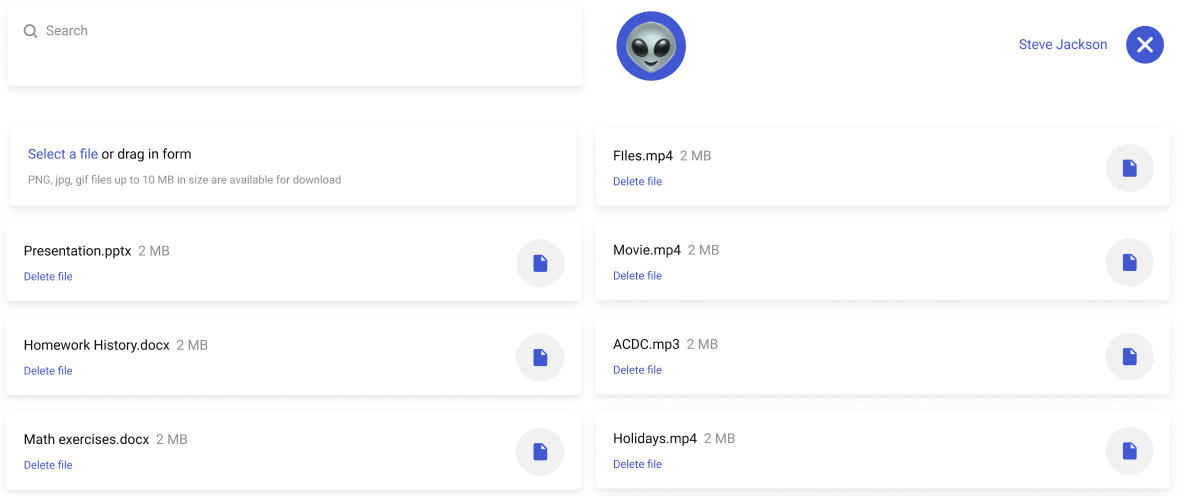 Search
Steve Jackson
Select a file or drag in form
PNG, jpg, gif files up to 10 MB in size are available for download
Presentation.pptx 2 MB
Delete file
Homework History.docx 2 MB
Delete file
Math exercises.docx 2 MB
Delete file
FIles.mp4 2 MB
Delete file
Movie.mp4 2 MB
Delete file
ACDC.mp3 2 MB
Delete file
Holidays.mp4 2 MB
Delete file